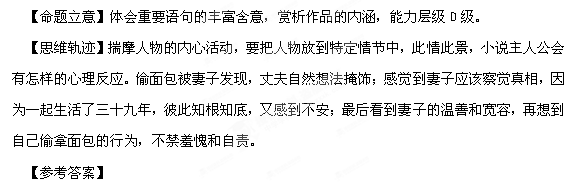 【命题立意】体会重要语句的丰富含意，赏析作品的内涵，能力层级 D 级。
【思维轨迹】揣摩人物的内心活动，要把人物放到特定情节中，此情此景，小说主人公会
有怎样的心理反应。偷面包被妻子发现，丈夫自然想法掩饰；感觉到妻子应该察觉真相，因
为一起生活了三十九年，彼此知根知底，又感到不安；最后看到妻子的温善和宽容，再想到
自己偷拿面包的行为，不禁羞愧和自责。
【参考答案】